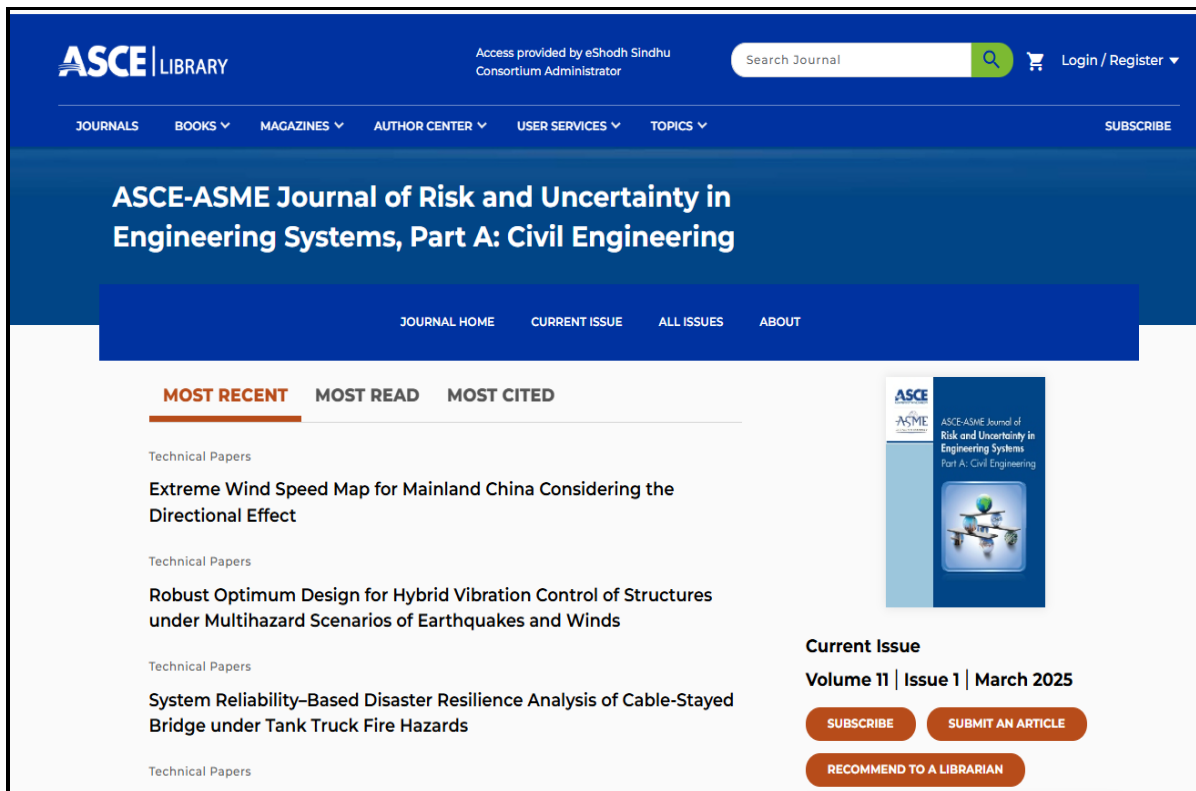 ASCE | LIBRARY
Access provided by eShodh Sindhu
Consortium Administrator
Search Journal
Login / Register
JOURNALS
BOOKS
MAGAZINES
AUTHOR CENTER
USER SERVICES
TOPICS
SUBSCRIBE
ASCE-ASME Journal of Risk and Uncertainty in
Engineering Systems, Part A: Civil Engineering
JOURNAL HOME
CURRENT ISSUE
ALL ISSUES
ABOUT
MOST RECENT
MOST READ
MOST CITED
Technical Papers
Extreme Wind Speed Map for Mainland China Considering the
Directional Effect
Technical Papers
Robust Optimum Design for Hybrid Vibration Control of Structures
under Multihazard Scenarios of Earthquakes and Winds
Technical Papers
System Reliability–Based Disaster Resilience Analysis of Cable-Stayed
Bridge under Tank Truck Fire Hazards
Technical Papers
ASCE
ASME
ASCE-ASME Journal of
Risk and Uncertainty in
Engineering Systems
Part A: Civil Engineering
Current Issue
Volume 11 | Issue 1 | March 2025
SUBSCRIBE
SUBMIT AN ARTICLE
RECOMMEND TO A LIBRARIAN